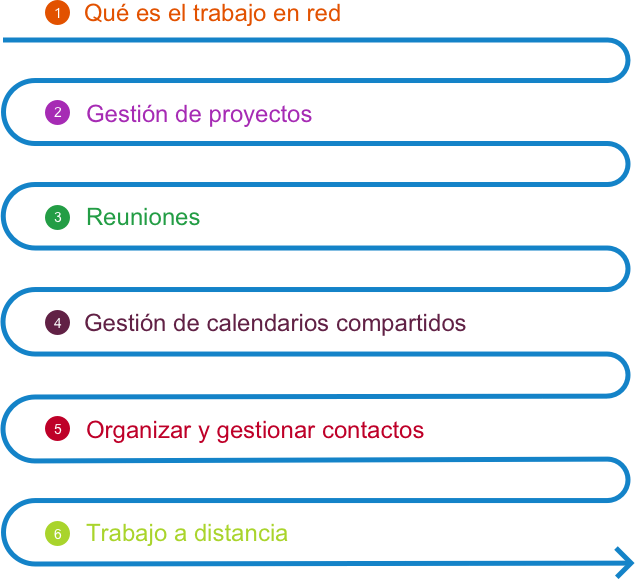 1 Qué es el trabajo en red
2 Gestión de proyectos
3 Reuniones
4 Gestión de calendarios compartidos
5 Organizar y gestionar contactos
6 Trabajo a distancia